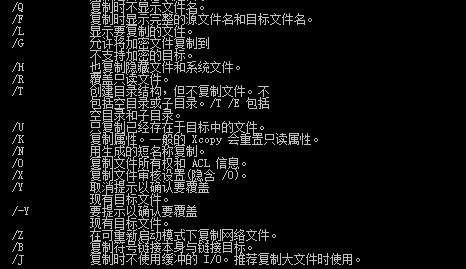 /Q 复制时不显示文件名。
/F 复制时显示完整的源文件名和目标文件名。
/L 显示要复制的文件。
/G 允许将加密文件复制到
不支持加密的目标。
/H 也复制隐藏文件和系统文件。
/R 覆盖只读文件。
/T 创建目录结构，但不复制文件。不
包括空目录或子目录。/T /E 包括
空目录和子目录。
/U 只复制已经存在于目标中的文件。
/K 复制属性。一般的 Xcopy 会重置只读属性。
/N 用生成的短名称复制。
/O 复制文件所有权和 ACL 信息。
/X 复制文件审核设置(隐含 /O)。
/Y 取消提示以确认要覆盖
现有目标文件。
/-Y 要提示以确认要覆盖
现有目标文件。
/Z 在可重新启动模式下复制网络文件。
/B 复制符号链接本身与链接目标。
/J 复制时不使用缓冲的 I/O。推荐复制大文件时使用。